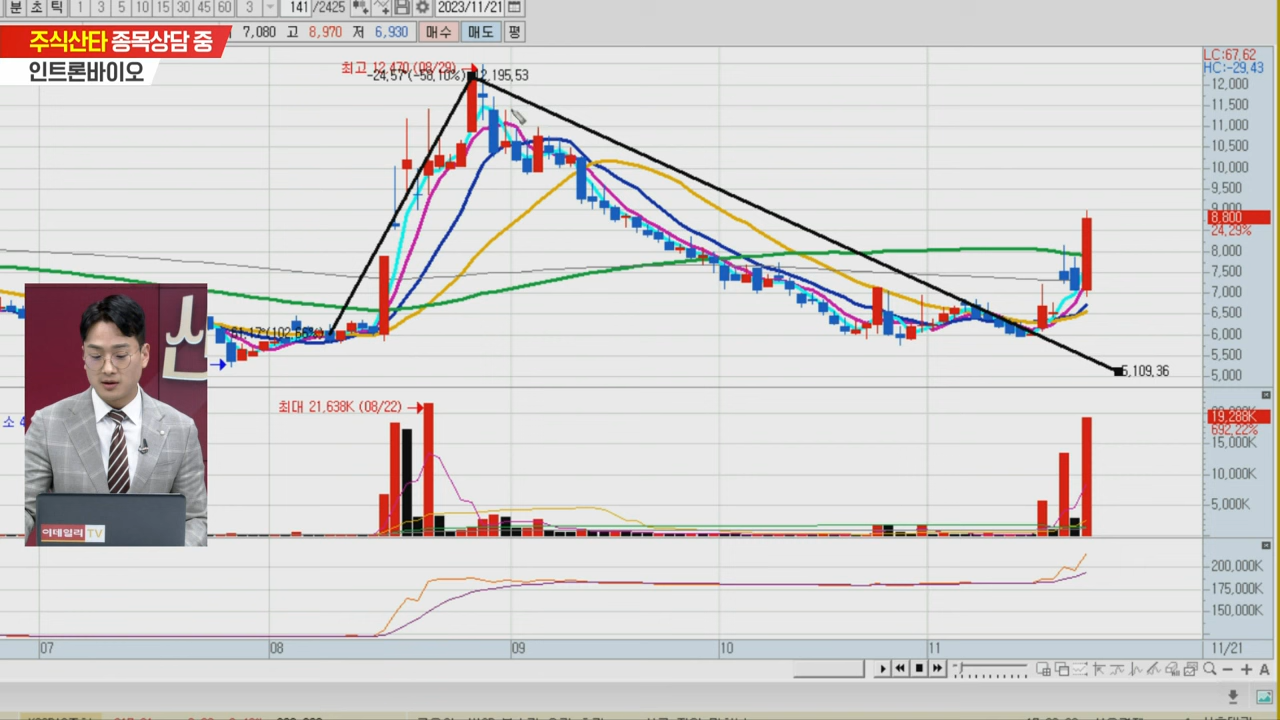 분 초 틱 1 3 5 10 15 30 45 60 3 141 /2425 2023/11/21
7,080 고 8,970 저 6,930 매수 매도 평
주식산타 종목상담 중
인트론바이오
최고 12,470 (08/29)
-24,57*(-58,10%) 12,195,53
LC:67.62
HC:-29,43
12,000
11,500
11,000
10,500
10,000
9,500
9,000
8,800
24,29%
8,000
7,500
7,000
6,500
6,000
5,500
5,000
5,109,36
최대 21,638K (08/22)
소
19,288K
692,22%
15,000K
10,000K
5,000K
이데일리 TV
200,000K
175,000K
150,000K
07 08 09 10 11 11/21
A